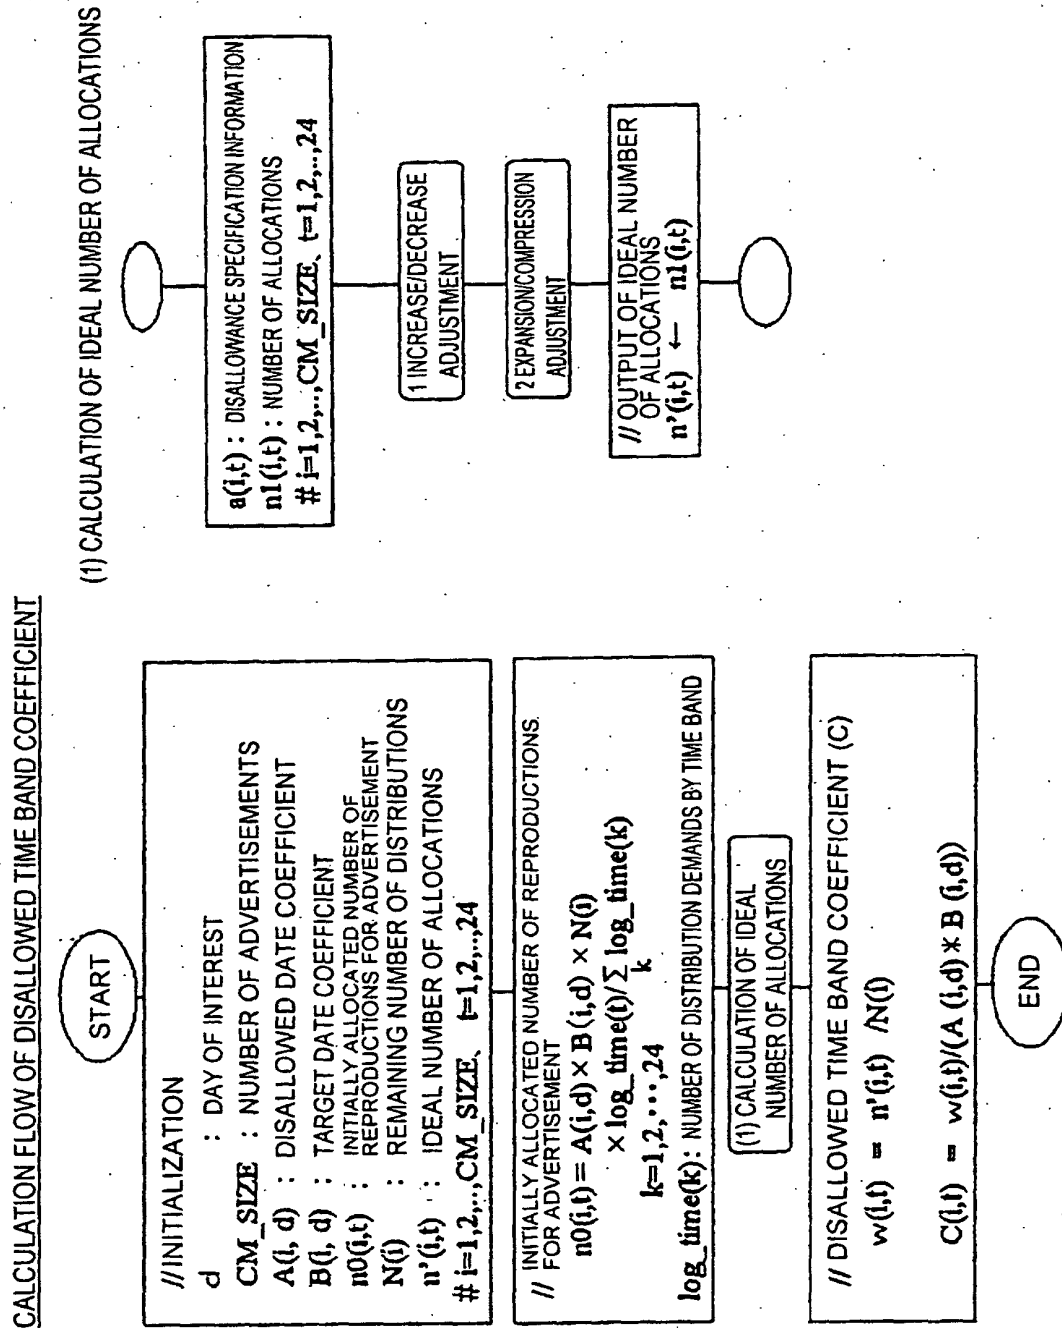 CALCULATION FLOW OF DISALLOWED TIME BAND COEFFICIENT
START
//INITIALIZATION
d : DAY OF INTEREST
CM_SIZE : NUMBER OF ADVERTISEMENTS
A(i, d) : DISALLOWED DATE COEFFICIENT
B(i, d) : TARGET DATE COEFFICIENT
n0(i,t) : INITIALLY ALLOCATED NUMBER OF
REPRODUCTIONS FOR ADVERTISEMENT
N(i) : REMAINING NUMBER OF DISTRIBUTIONS
n'(i,t) : IDEAL NUMBER OF ALLOCATIONS
# i=1,2,..,CM_SIZE、 t=1,2,..,24
// INITIALLY ALLOCATED NUMBER OF REPRODUCTIONS
FOR ADVERTISEMENT
n0(i,t) = A(i,d) × B(i,d) × N(i)
× log_time(t)/∑ log_time(k)
k
k=1,2,···,24
log_time(k): NUMBER OF DISTRIBUTION DEMANDS BY TIME BAND
(1) CALCULATION OF IDEAL
NUMBER OF ALLOCATIONS
// DISALLOWED TIME BAND COEFFICIENT (C)
w(i,t) = n'(i,t) /N(i)
C(i,t) = w(i,t)/(A (i,d)*B (i,d))
END
(1) CALCULATION OF IDEAL NUMBER OF ALLOCATIONS
a(i,t) : DISALLOWANCE SPECIFICATION INFORMATION
n1(i,t) : NUMBER OF ALLOCATIONS
# i=1,2,..,CM_SIZE、 t=1,2,..,24
1 INCREASE/DECREASE
ADJUSTMENT
2 EXPANSION/COMPRESSION
ADJUSTMENT
// OUTPUT OF IDEAL NUMBER
OF ALLOCATIONS
n'(i,t) ← n1(i,t)